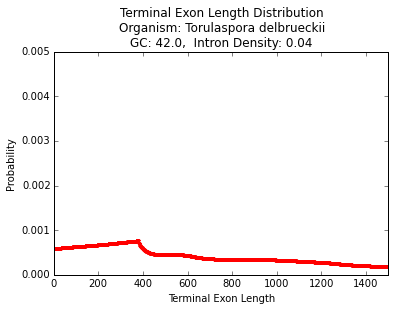 Terminal Exon Length Distribution
Organism: Torulaspora delbrueckii
GC: 42.0,  Intron Density: 0.04
0.005
0.004
0.003
0.002
0.001
0.000
Probability
0 200 400 600 800 1000 1200 1400
Terminal Exon Length